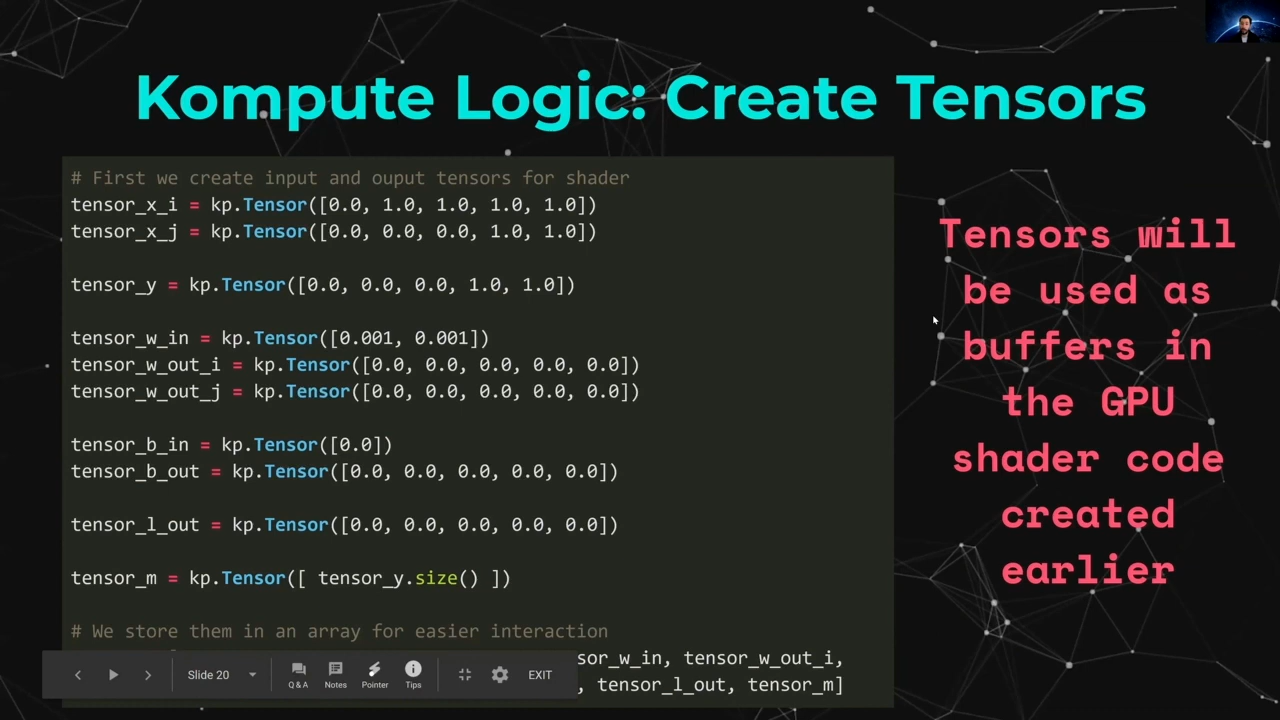 Kompute Logic: Create Tensors
# First we create input and ouput tensors for shader
tensor_x_i = kp.Tensor([0.0, 1.0, 1.0, 1.0, 1.0])
tensor_x_j = kp.Tensor([0.0, 0.0, 0.0, 1.0, 1.0])
tensor_y = kp.Tensor([0.0, 0.0, 0.0, 1.0, 1.0])
tensor_w_in = kp.Tensor([0.001, 0.001])
tensor_w_out_i = kp.Tensor([0.0, 0.0, 0.0, 0.0, 0.0])
tensor_w_out_j = kp.Tensor([0.0, 0.0, 0.0, 0.0, 0.0])
tensor_b_in = kp.Tensor([0.0])
tensor_b_out = kp.Tensor([0.0, 0.0, 0.0, 0.0, 0.0])
tensor_l_out = kp.Tensor([0.0, 0.0, 0.0, 0.0, 0.0])
tensor_m = kp.Tensor([ tensor_y.size() ])
# We store them in an array for easier interaction
sor_w_in, tensor_w_out_i,
, tensor_l_out, tensor_m]
Tensors will
be used as
buffers in
the GPU
shader code
created
earlier
Slide 20
Q & A
Notes
Pointer
Tips
EXIT